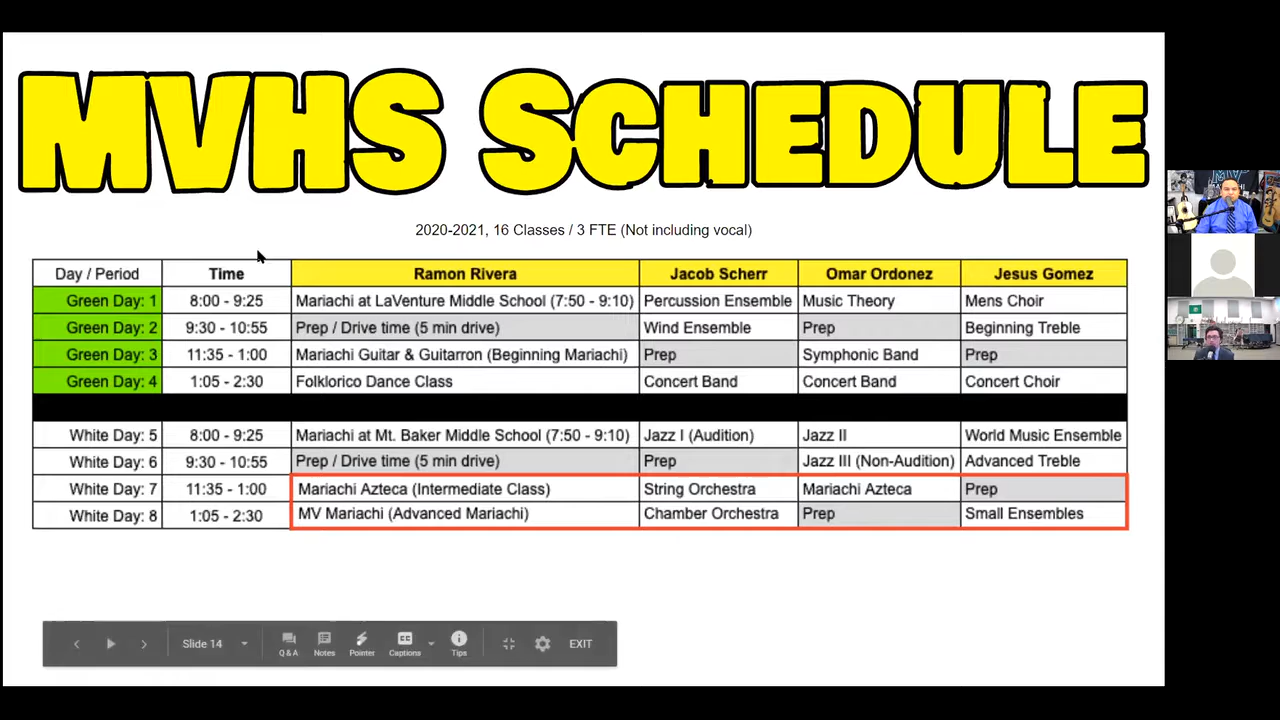 MVHS SCHEDULE
2020-2021, 16 Classes / 3 FTE (Not including vocal)
Day / Period Time Ramon Rivera Jacob Scherr Omar Ordonez Jesus Gomez
Green Day: 1 8:00 - 9:25 Mariachi at LaVenture Middle School (7:50 - 9:10) Percussion Ensemble Music Theory Mens Choir
Green Day: 2 9:30 - 10:55 Prep / Drive time (5 min drive) Wind Ensemble Prep Beginning Treble
Green Day: 3 11:35 - 1:00 Mariachi Guitar & Guitarron (Beginning Mariachi) Prep Symphonic Band Prep
Green Day: 4 1:05 - 2:30 Folklorico Dance Class Concert Band Concert Band Concert Choir
White Day: 5 8:00 - 9:25 Mariachi at Mt. Baker Middle School (7:50 - 9:10) Jazz I (Audition) Jazz II World Music Ensemble
White Day: 6 9:30 - 10:55 Prep / Drive time (5 min drive) Prep Jazz III (Non-Audition) Advanced Treble
White Day: 7 11:35 - 1:00 Mariachi Azteca (Intermediate Class) String Orchestra Mariachi Azteca Prep
White Day: 8 1:05 - 2:30 MV Mariachi (Advanced Mariachi) Chamber Orchestra Prep Small Ensembles
Slide 14 Q&A Notes Pointer CC Captions Tips EXIT